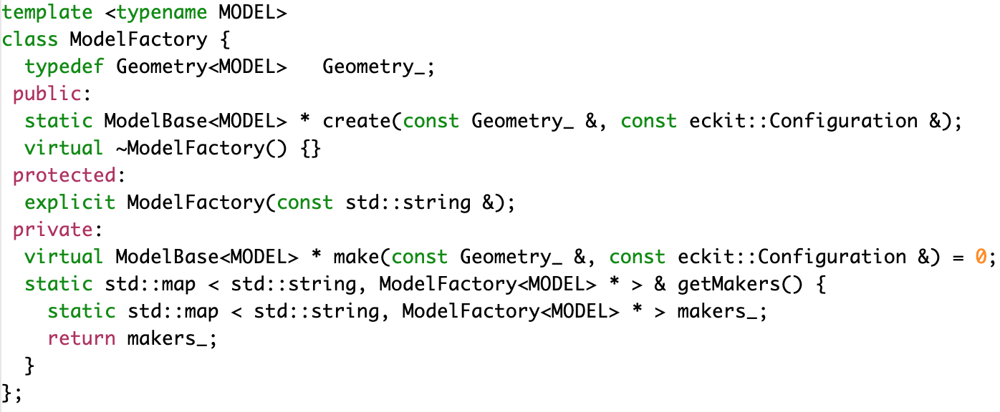 template <typename MODEL>
class ModelFactory {
  typedef Geometry<MODEL>   Geometry_;
 public:
  static ModelBase<MODEL> * create(const Geometry_ &, const eckit::Configuration &);
  virtual ~ModelFactory() {}
 protected:
  explicit ModelFactory(const std::string &);
 private:
  virtual ModelBase<MODEL> * make(const Geometry_ &, const eckit::Configuration &) = 0;
  static std::map < std::string, ModelFactory<MODEL> * > & getMakers() {
    static std::map < std::string, ModelFactory<MODEL> * > makers_;
    return makers_;
  }
};